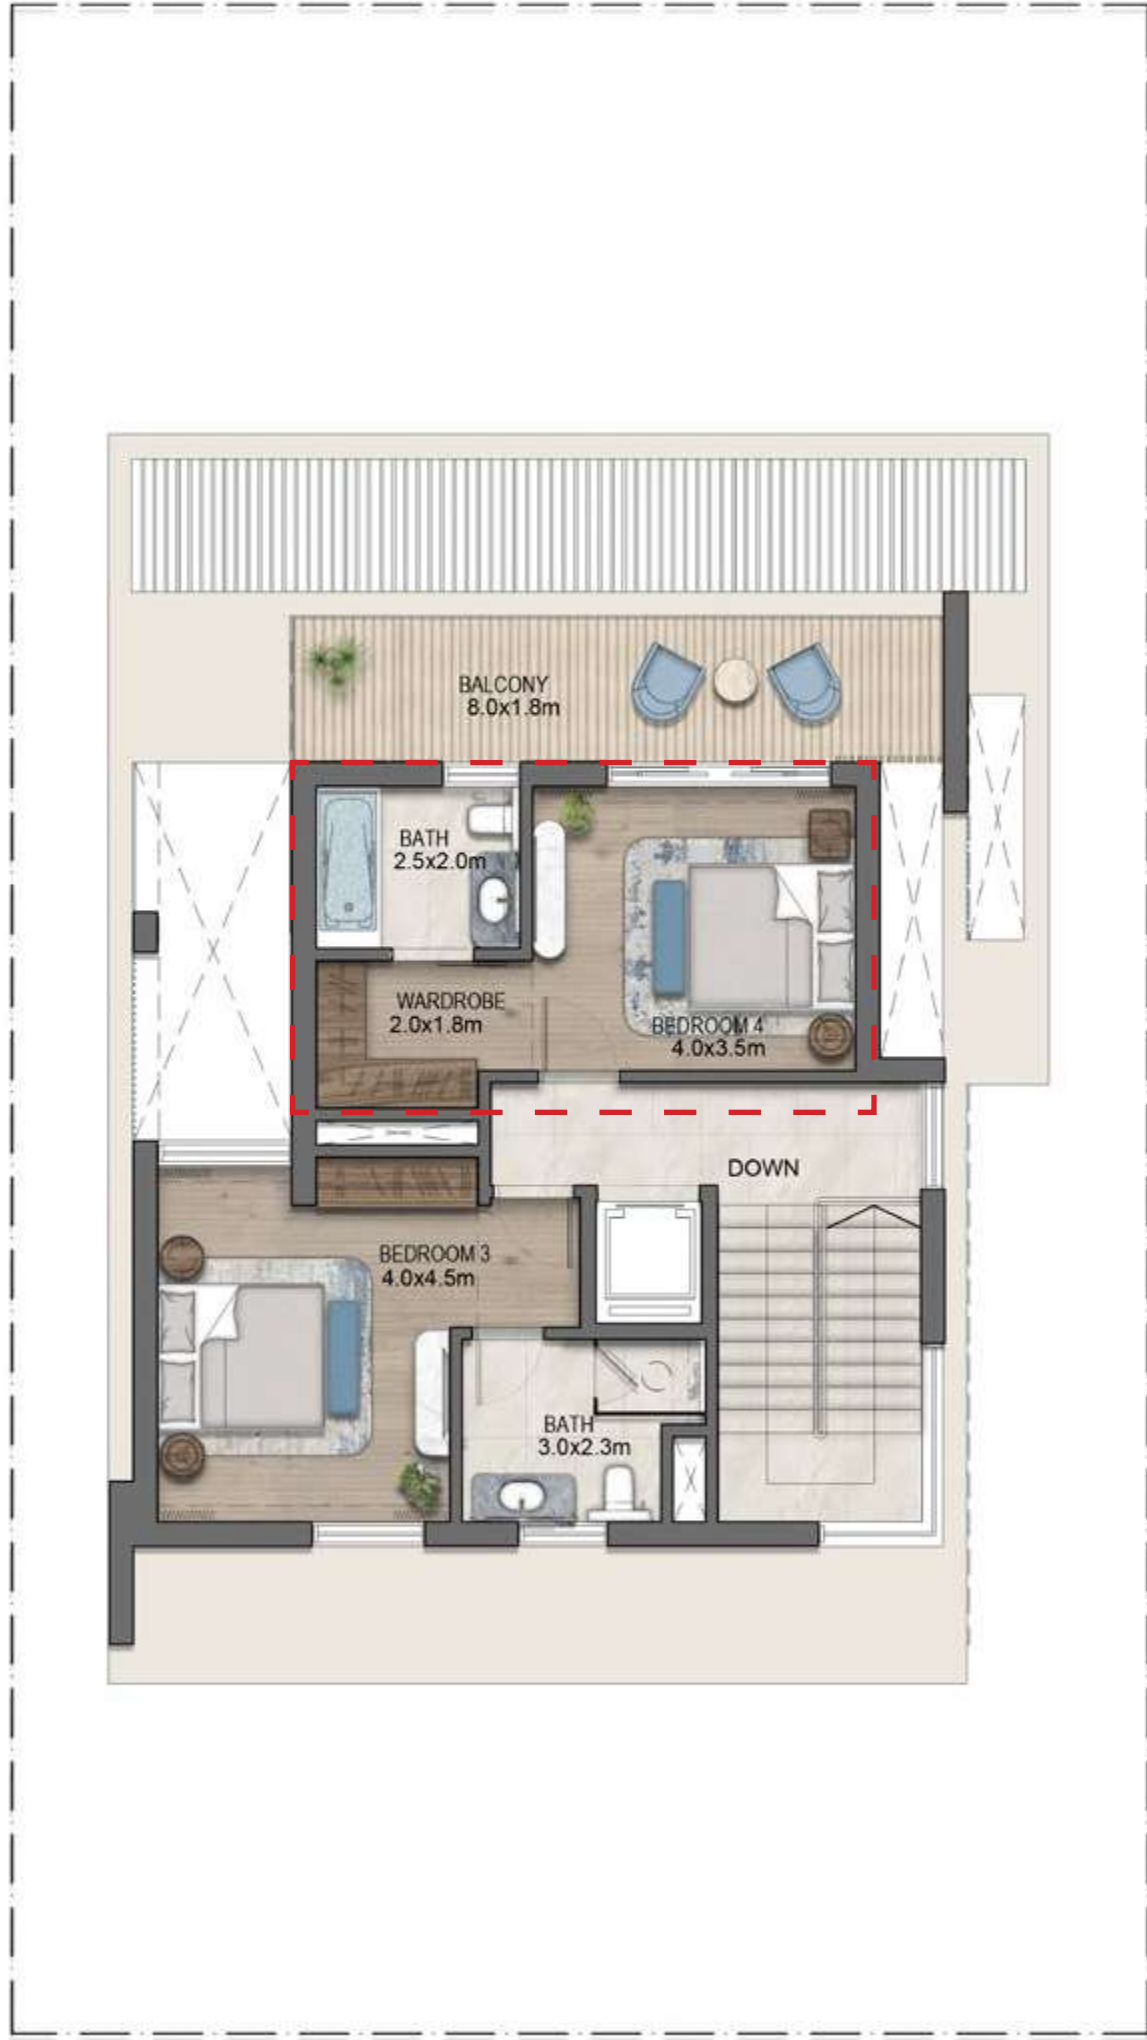 BALCONY
8.0x1.8m
BATH
2.5x2.0m
WARDROBE
2.0x1.8m
BEDROOM 4
4.0x3.5m
DOWN
BEDROOM 3
4.0x4.5m
BATH
3.0x2.3m